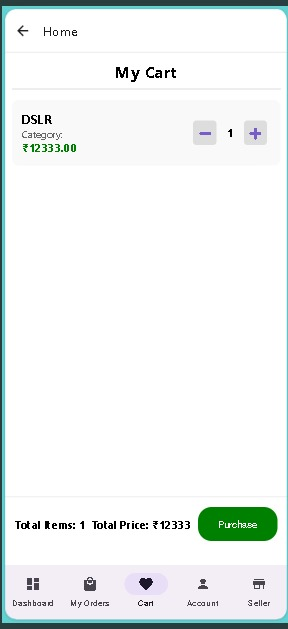 Home
My Cart
DSLR
Category:
₹12333.00
1
Total Items: 1 Total Price: ₹12333
Purchase
Dashboard My Orders Cart Account Seller